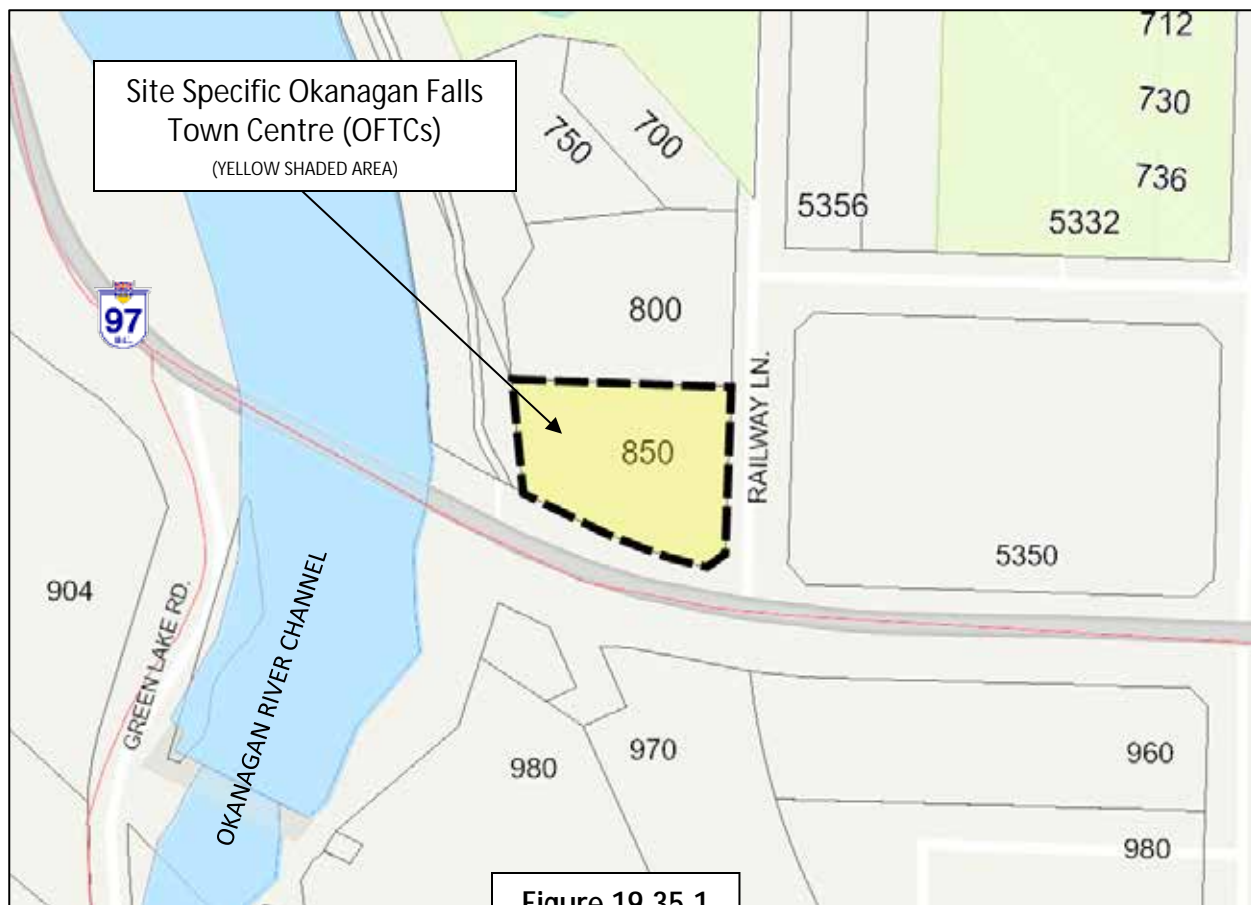 712
730
736
Site Specific Okanagan Falls
Town Centre (OFTCs)
(YELLOW SHADED AREA)
750
700
5356
5332
97
B.C.
800
850
RAILWAY LN.
5350
904
GREEN LAKE RD.
OKANAGAN RIVER CHANNEL
980
970
960
980
Figure 19.35.1